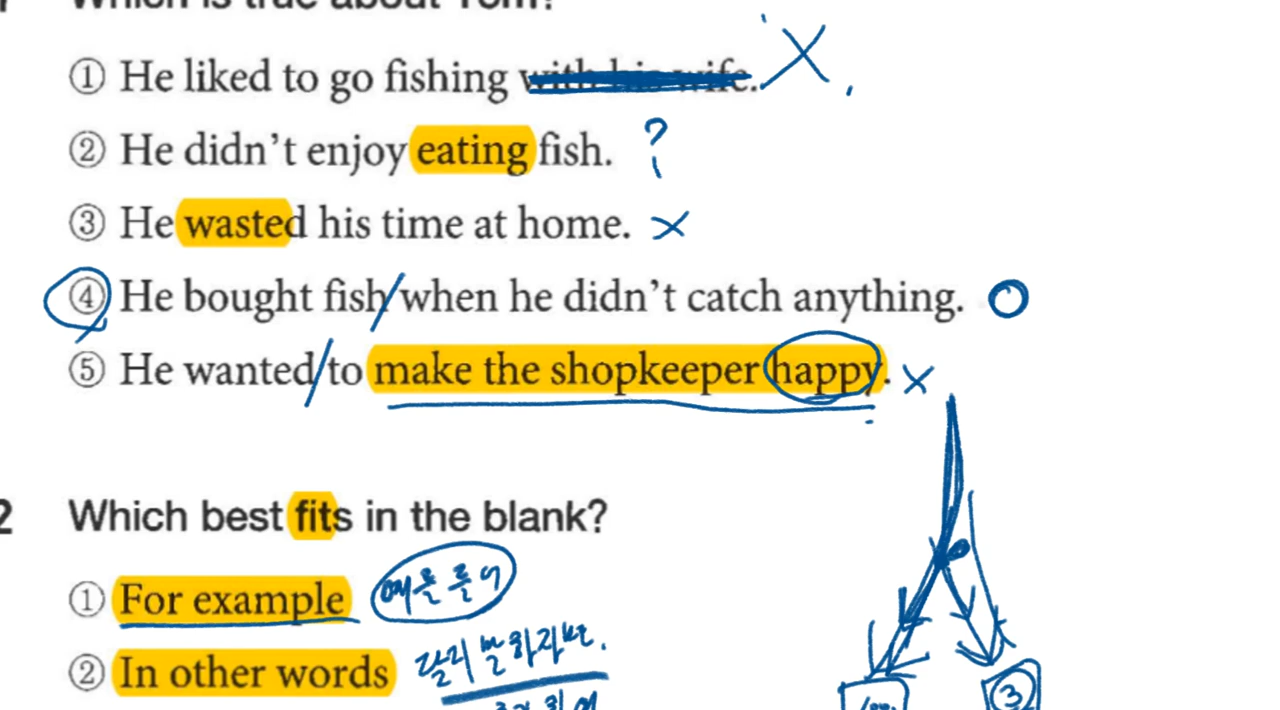 Which is true about Tom?
① He liked to go fishing with his wife. X
② He didn't enjoy eating fish. ?
③ He wasted his time at home. X
④ He bought fish/when he didn't catch anything. O
⑤ He wanted/to make the shopkeeper happy. X
2 Which best fits in the blank?
① For example 예를 들어
② In other words 달리 말하자면.
③